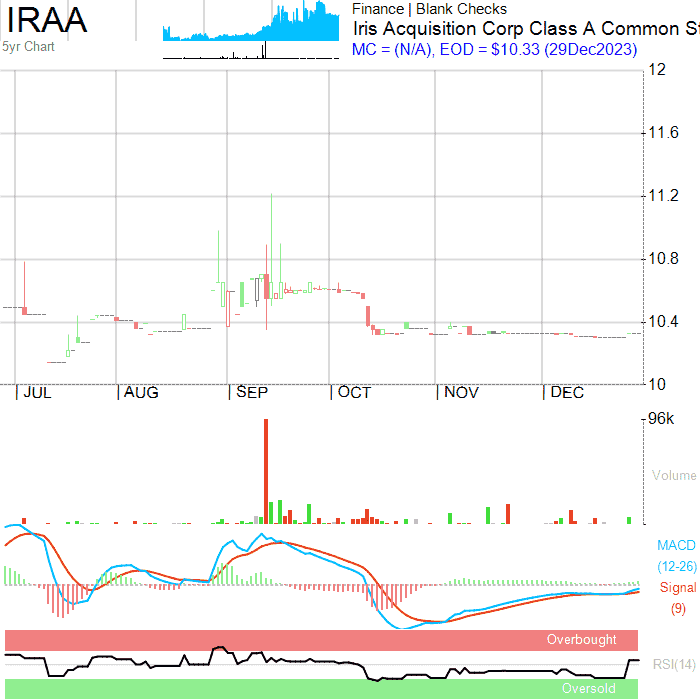 IRAA
5yr Chart
Finance | Blank Checks
Iris Acquisition Corp Class A Common St
MC = (N/A), EOD = $10.33 (29Dec2023)
12
11.6
11.2
10.8
10.4
10
JUL
AUG
SEP
OCT
NOV
DEC
96k
Volume
MACD
(12-26)
Signal
(9)
Overbought
RSI(14)
Oversold